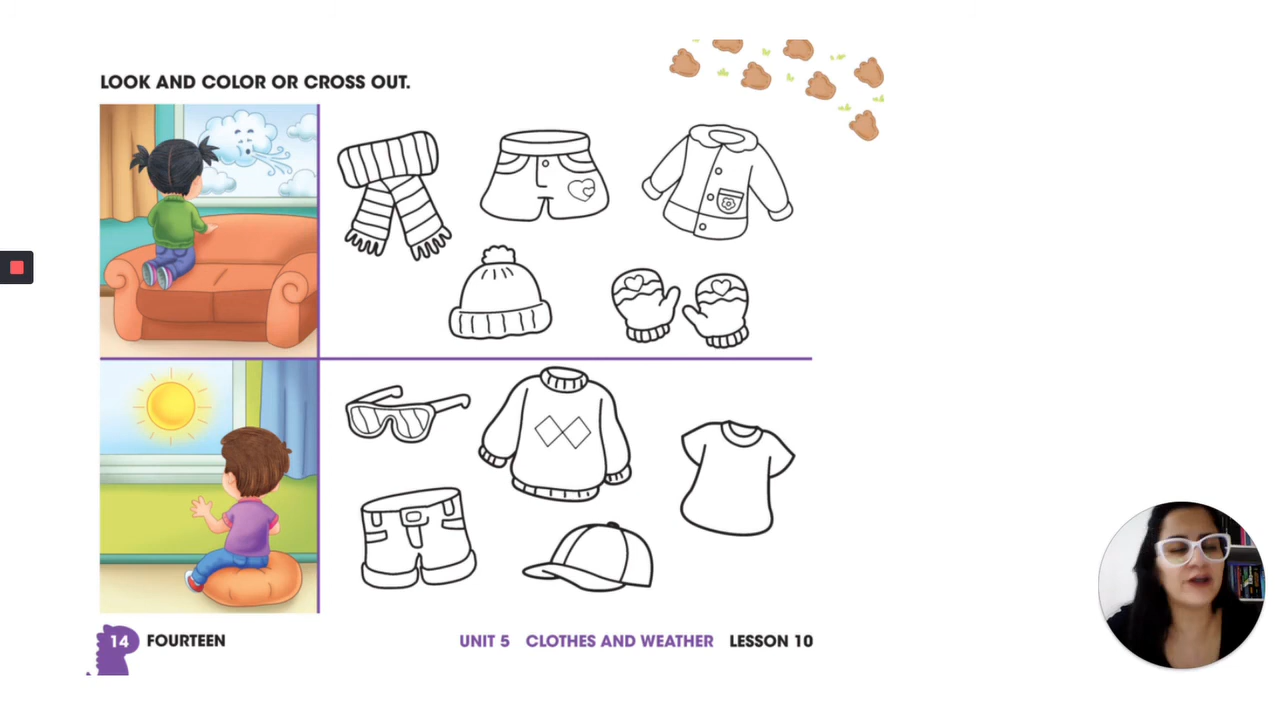 LOOK AND COLOR OR CROSS OUT.
14 FOURTEEN
UNIT 5 CLOTHES AND WEATHER LESSON 10